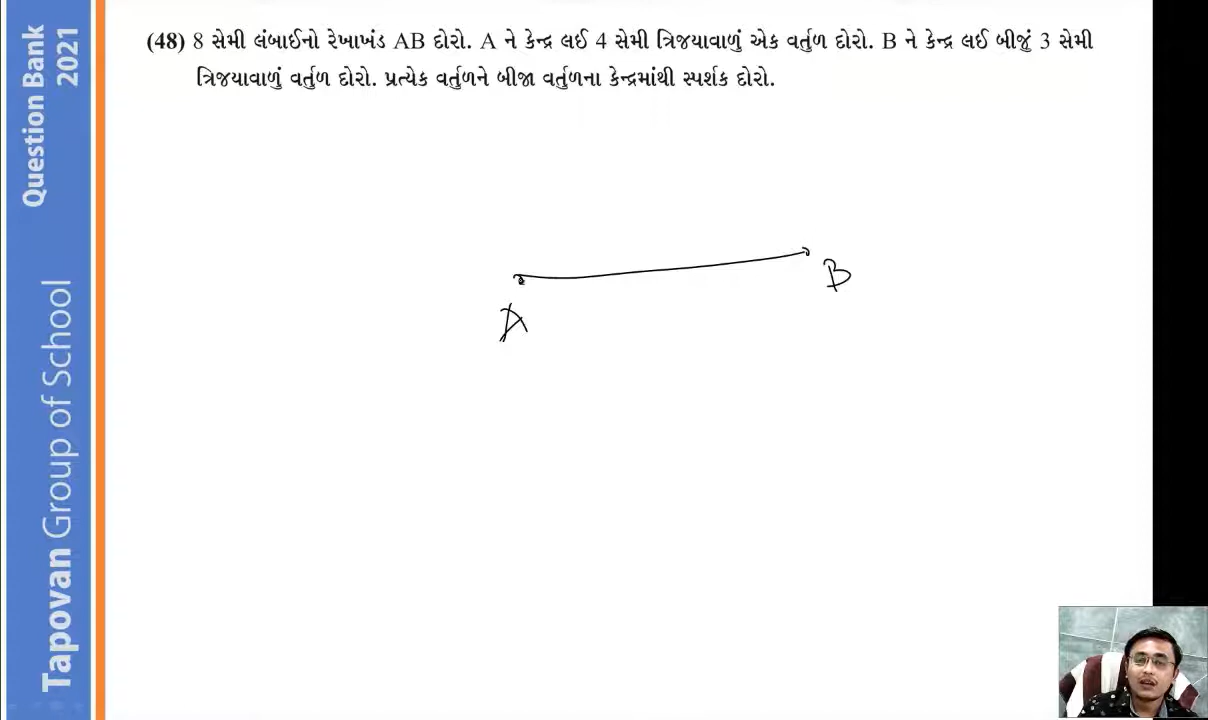 Question Bank
2021
Tapovan Group of School
(48) 8 સેમી લંબાઈનો રેખાખંડ AB દોરો. A ને કેન્દ્ર લઈ 4 સેમી ત્રિજયાવાળું એક વર્તુળ દોરો. B ને કેન્દ્ર લઈ બીજું 3 સેમી
ત્રિજયાવાળું વર્તુળ દોરો. પ્રત્યેક વર્તુળને બીજા વર્તુળના કેન્દ્રમાંથી સ્પર્શક દોરો.
B
A